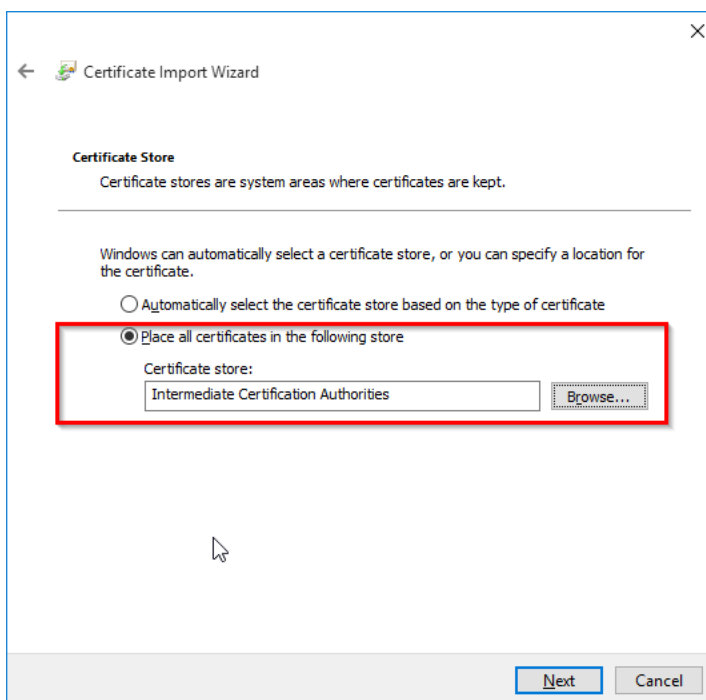 Certificate Import Wizard
Certificate Store
Certificate stores are system areas where certificates are kept.
Windows can automatically select a certificate store, or you can specify a location for
the certificate.
Automatically select the certificate store based on the type of certificate
Place all certificates in the following store
Certificate store:
Intermediate Certification Authorities
Browse...
Next
Cancel